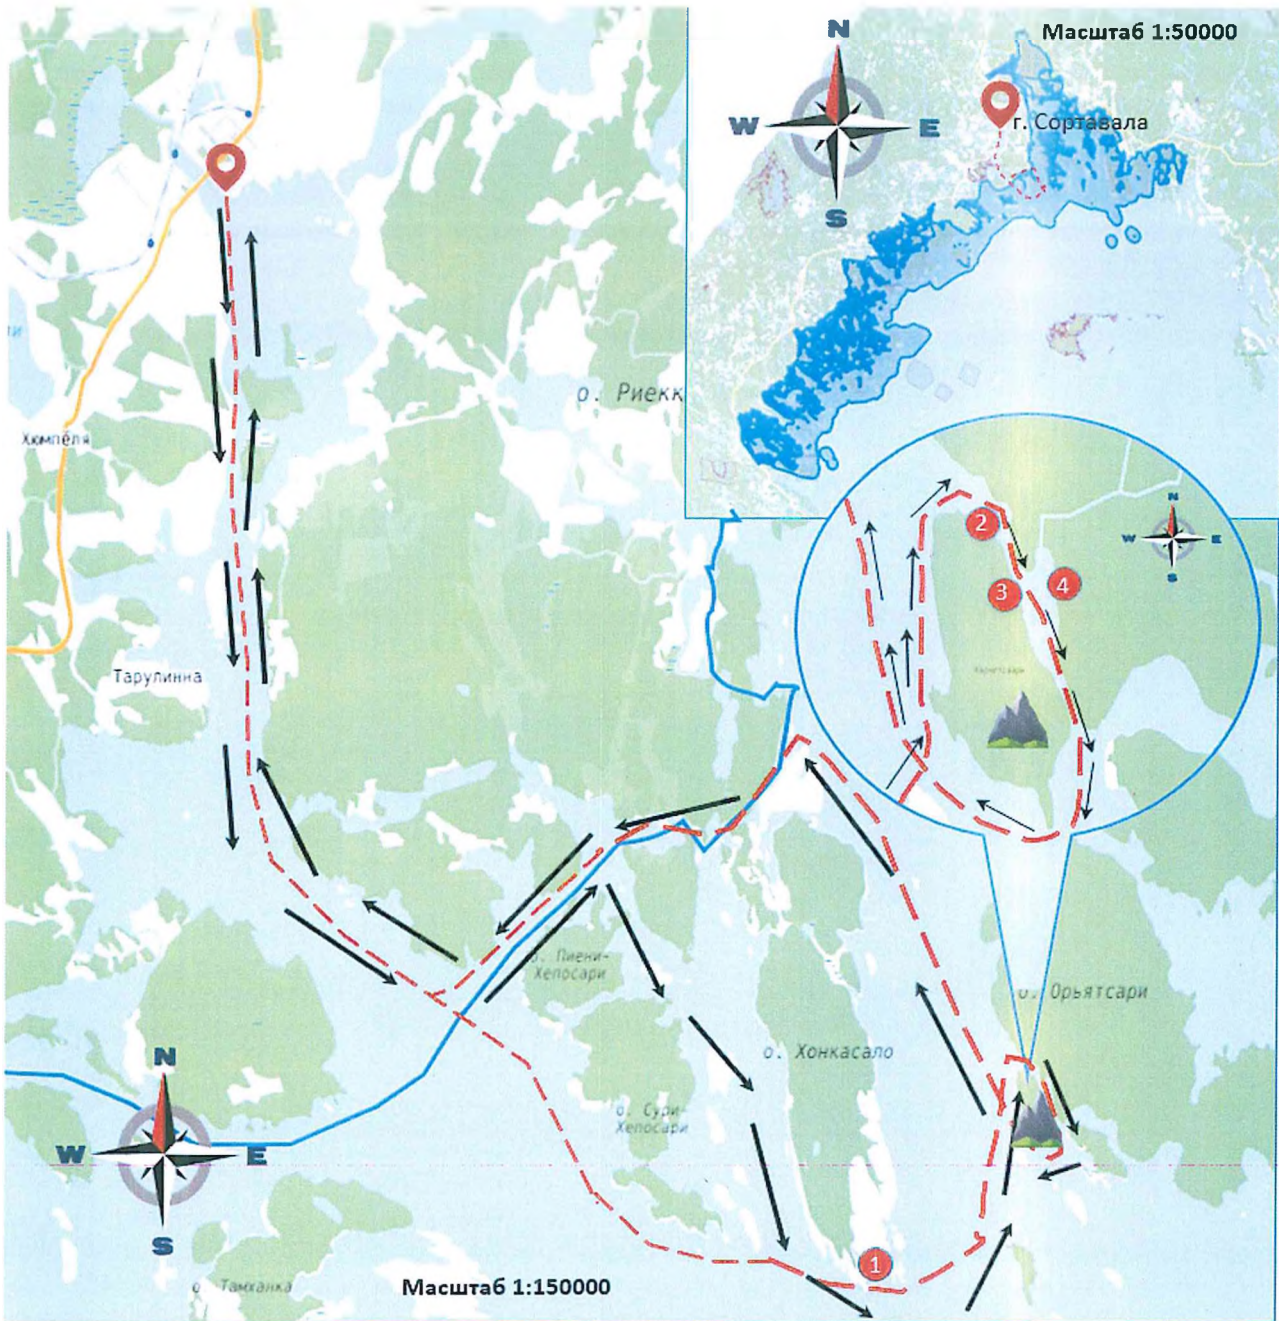 N
Масштаб 1:50000
W
E
г. Сортавала
S
о. Риекк
Хюмпёля
N
W
E
S
2
3
4
Тарулинна
о. Пиени-
Хепосари
о. Орьятсари
о. Хонкасало
N
о. Сури-
Хепосари
W
E
S
1
о. Тамханка
Масштаб 1:150000